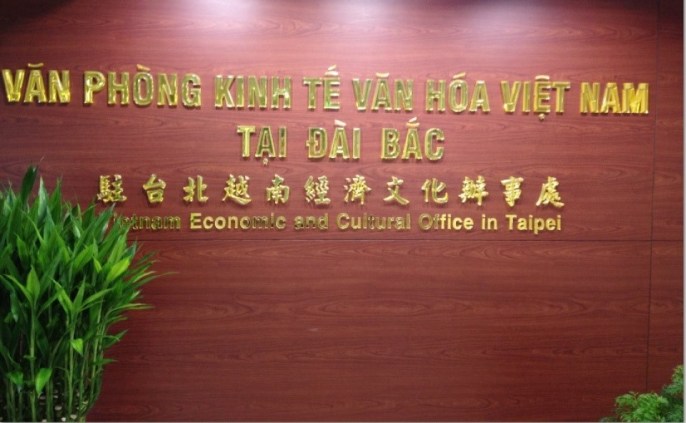 VĂN PHÒNG KINH TẾ VĂN HÓA VIỆT NAM
TẠI ĐÀI BẮC
駐台北越南經濟文化辦事處
Economic and Cultural Office in Taipei